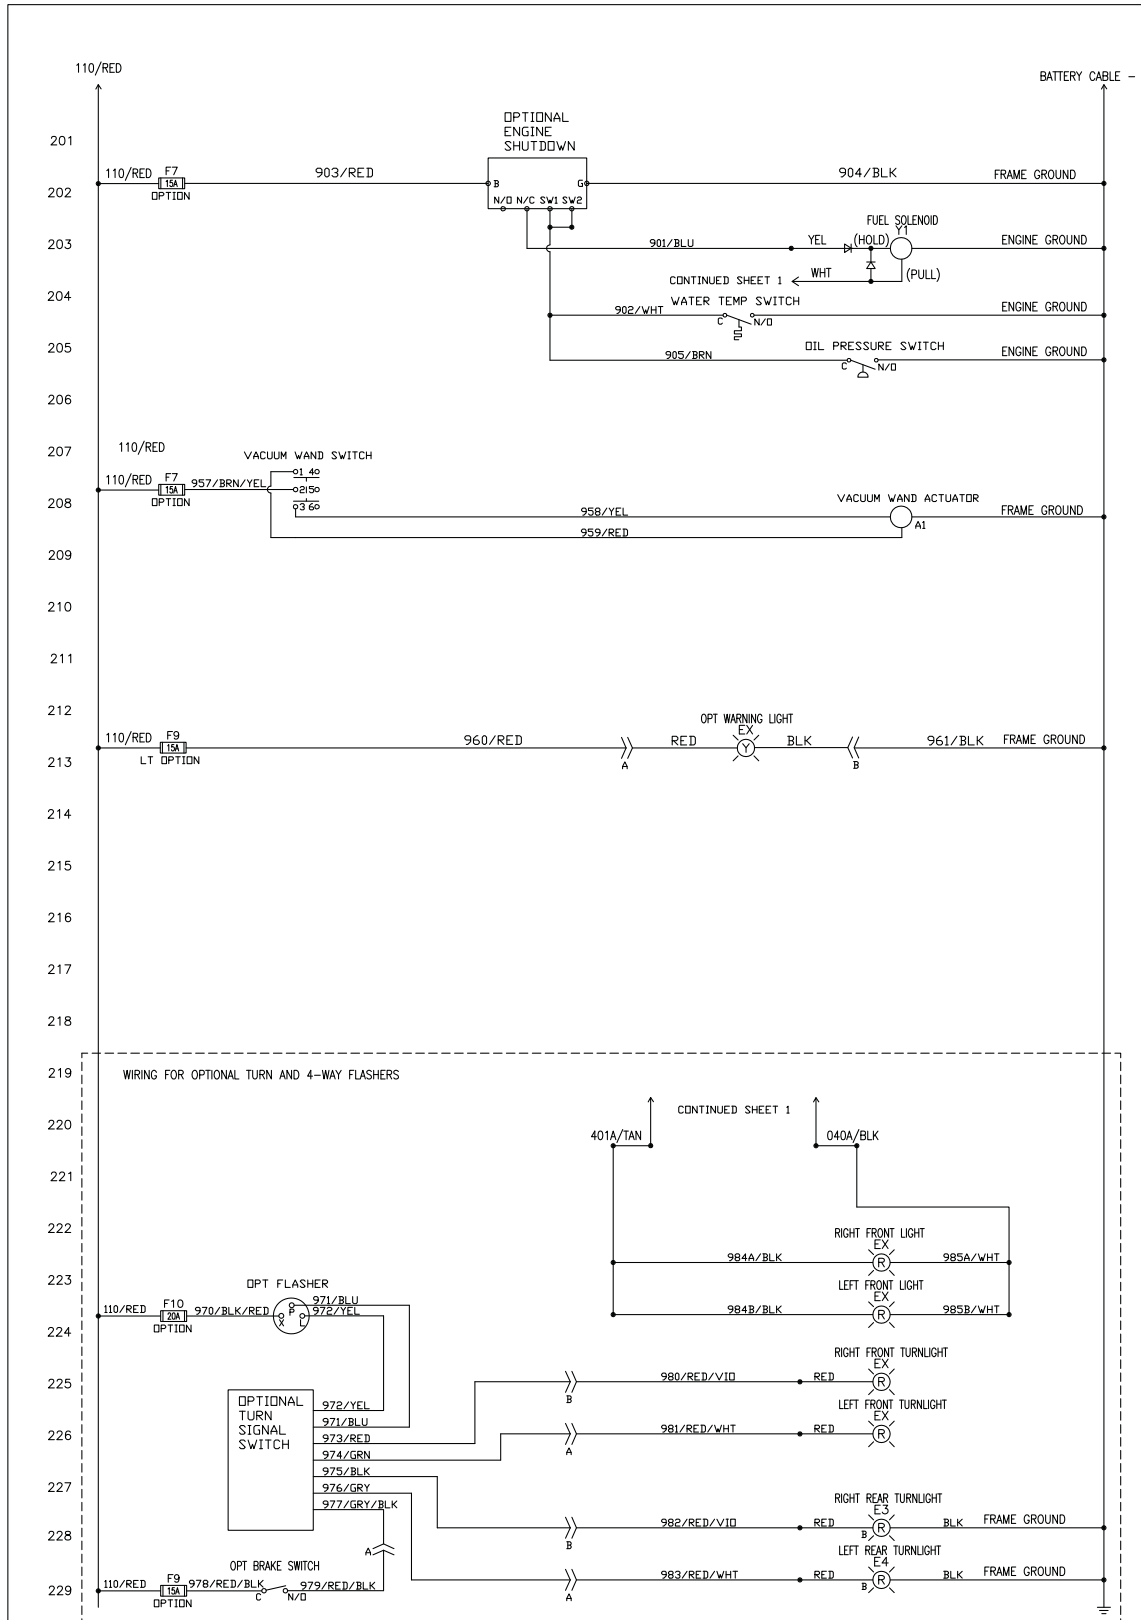 110/RED
BATTERY CABLE -
201
OPTIONAL
ENGINE
SHUTDOWN
110/RED F7 903/RED 904/BLK FRAME GROUND
15A
OPTION
B G
202
N/O N/C SW1 SW2
203
FUEL SOLENOID
Y1
901/BLU YEL (HOLD) ENGINE GROUND
CONTINUED SHEET 1 WHT (PULL)
204
WATER TEMP SWITCH
902/WHT C N/O ENGINE GROUND
205
OIL PRESSURE SWITCH
905/BRN C N/O ENGINE GROUND
206
207
110/RED
VACUUM WAND SWITCH
110/RED F7 957/BRN/YEL
15A
OPTION
1 4
2 5
3 6
208
958/YEL
VACUUM WAND ACTUATOR
A1
FRAME GROUND
959/RED
209
210
211
212
OPT WARNING LIGHT
EX
110/RED F9 960/RED RED Y BLK 961/BLK FRAME GROUND
15A
LT OPTION
A B
213
214
215
216
217
218
219
WIRING FOR OPTIONAL TURN AND 4-WAY FLASHERS
220
CONTINUED SHEET 1
401A/TAN 040A/BLK
221
222
RIGHT FRONT LIGHT
EX
984A/BLK R 985A/WHT
223
OPT FLASHER
LEFT FRONT LIGHT
EX
984B/BLK R 985B/WHT
971/BLU
110/RED F10 970/BLK/RED X P L 972/YEL
20A
OPTION
224
RIGHT FRONT TURNLIGHT
EX
225
980/RED/VIO RED R
B
OPTIONAL
TURN
SIGNAL
SWITCH
972/YEL
971/BLU
973/RED
974/GRN
975/BLK
976/GRY
977/GRY/BLK
LEFT FRONT TURNLIGHT
EX
226
981/RED/WHT RED R
A
227
RIGHT REAR TURNLIGHT
E3
982/RED/VIO RED B R BLK FRAME GROUND
B
228
A
LEFT REAR TURNLIGHT
E4
983/RED/WHT RED B R BLK FRAME GROUND
A
OPT BRAKE SWITCH
229
110/RED F9 978/RED/BLK C N/O 979/RED/BLK
15A
OPTION